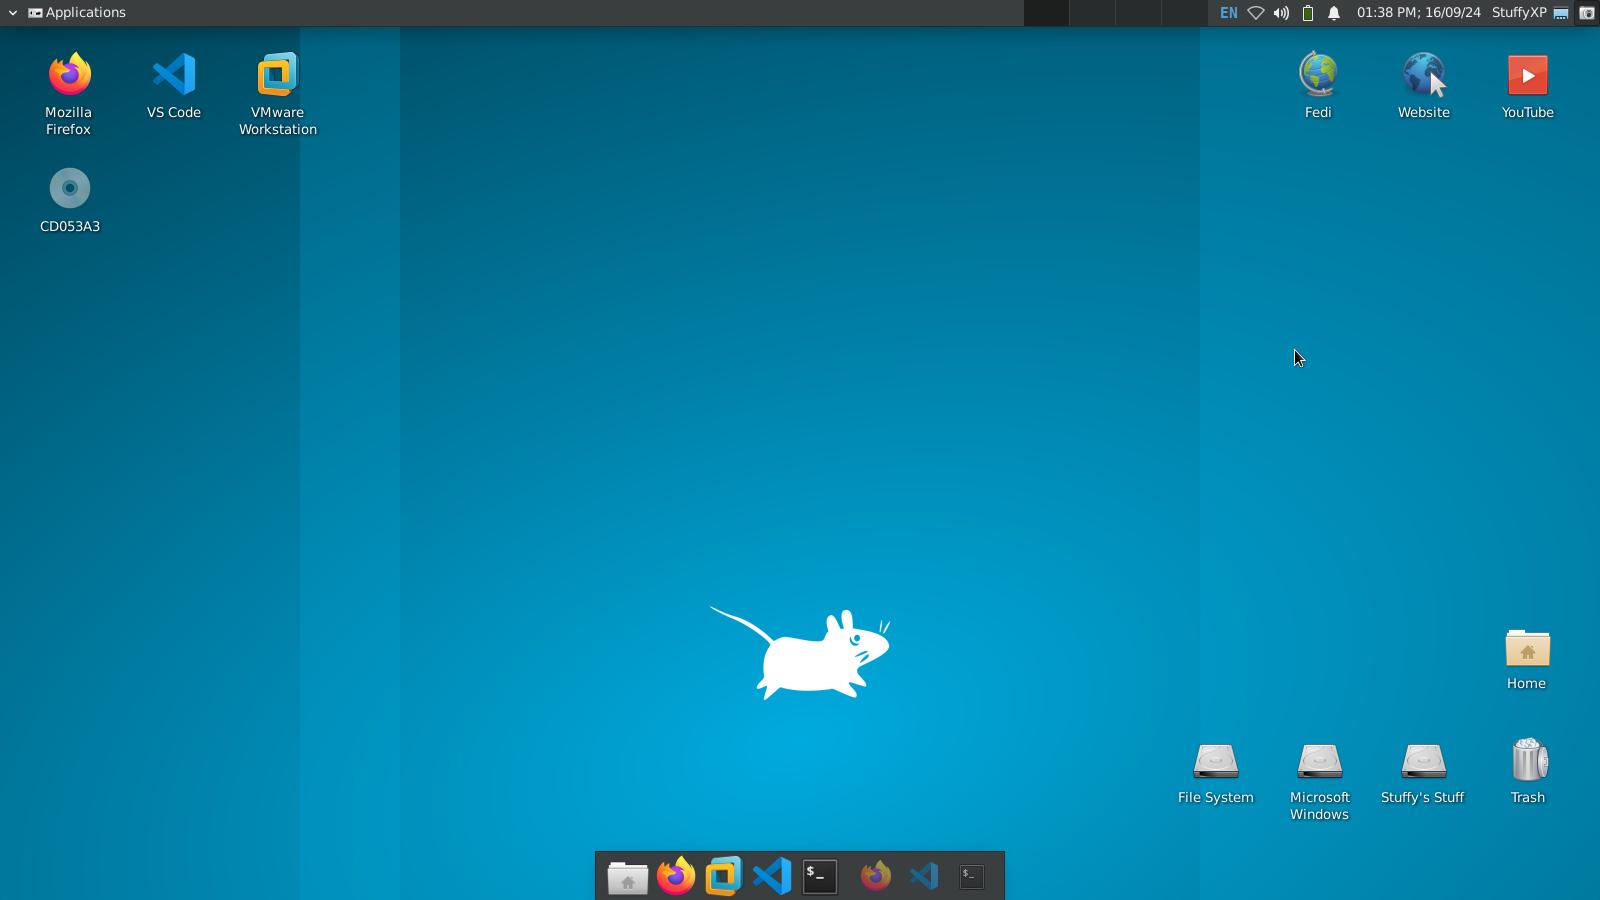 Applications
EN
01:38 PM; 16/09/24
StuffyXP
Mozilla
Firefox
VS Code
VMware
Workstation
Fedi
Website
YouTube
CD053A3
Home
File System
Microsoft
Windows
Stuffy's Stuff
Trash
$_
$_